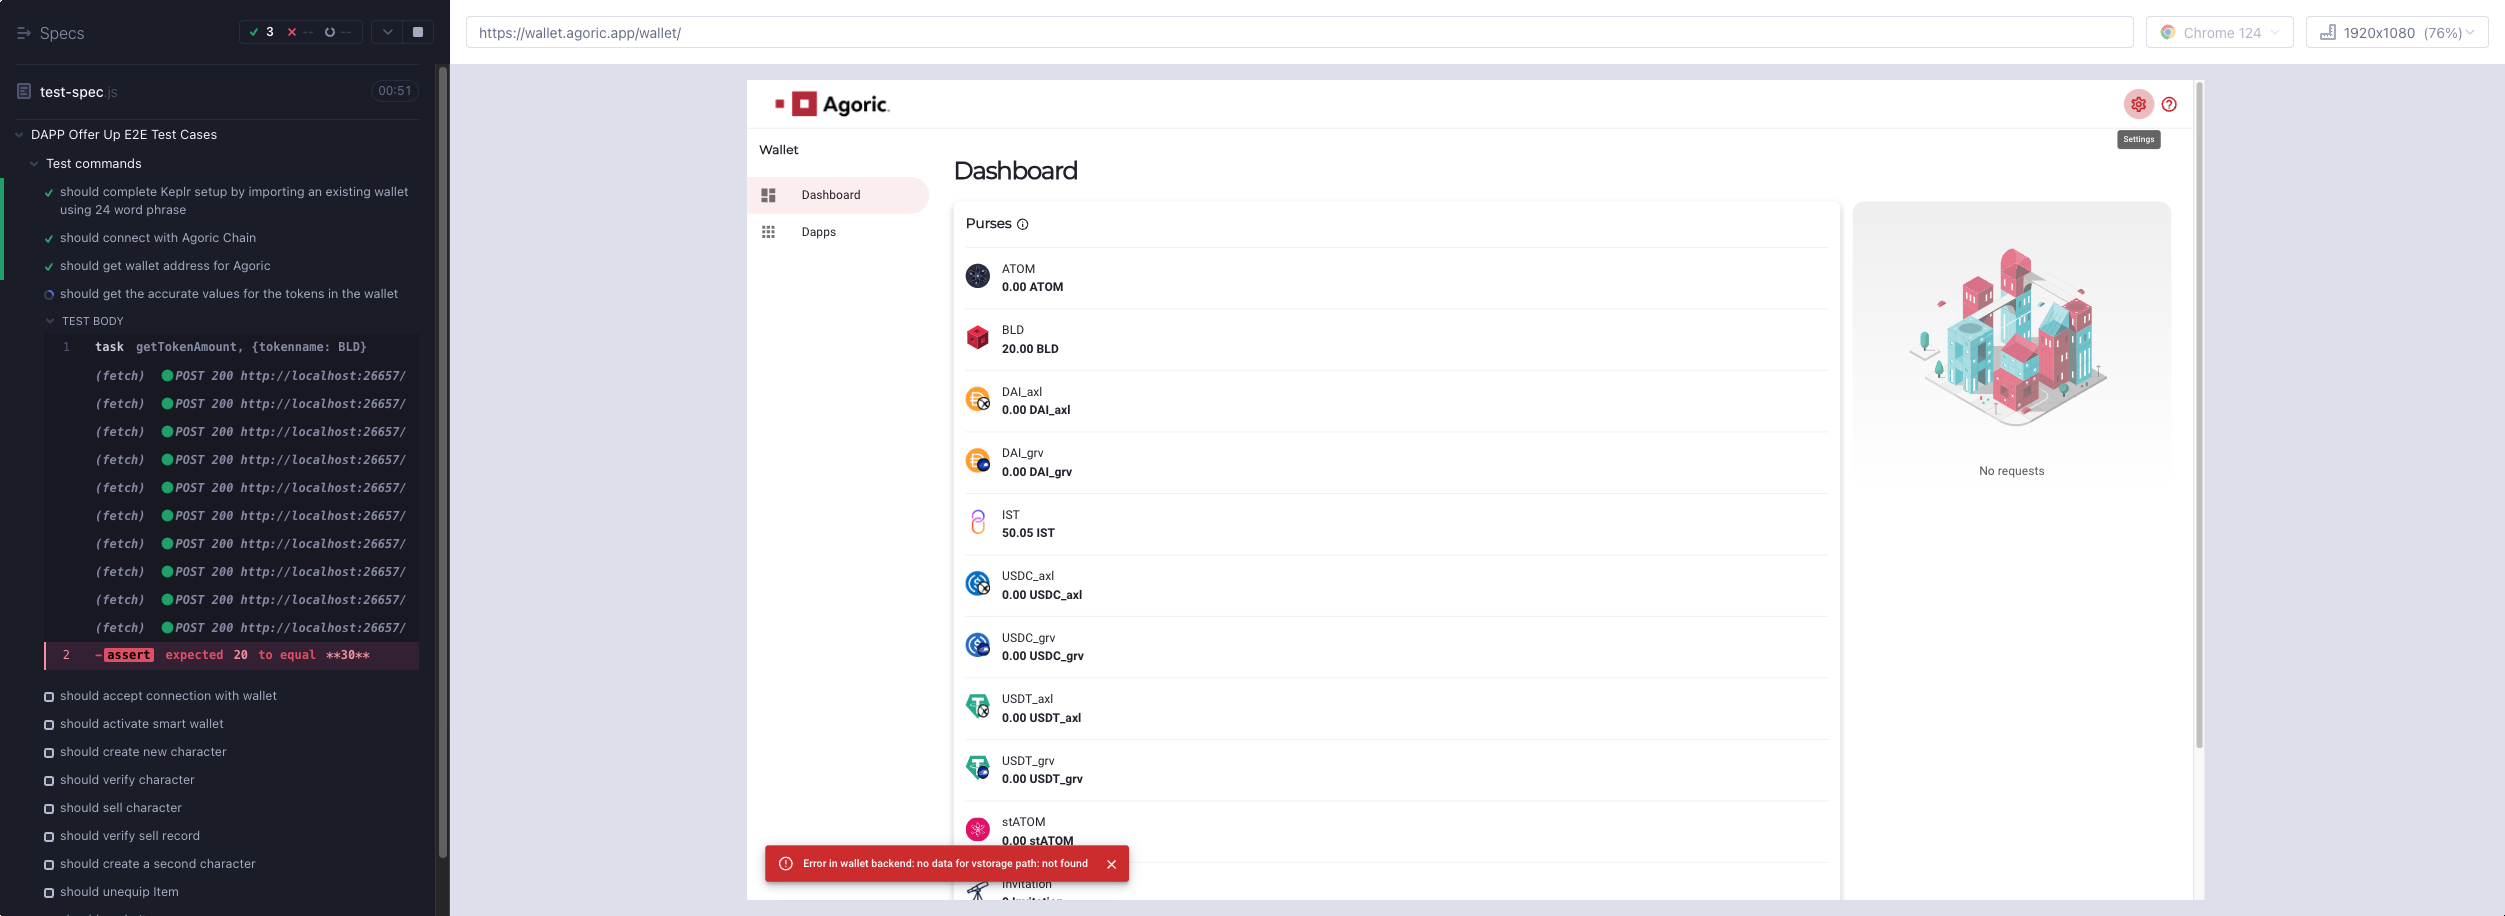 Specs
3
--
--
test-spec.js
00:51
DAPP Offer Up E2E Test Cases
Test commands
should complete Keplr setup by importing an existing wallet
using 24 word phrase
should connect with Agoric Chain
should get wallet address for Agoric
should get the accurate values for the tokens in the wallet
TEST BODY
1 task getTokenAmount, {tokenname: BLD}
(fetch) POST 200 http://localhost:26657/
(fetch) POST 200 http://localhost:26657/
(fetch) POST 200 http://localhost:26657/
(fetch) POST 200 http://localhost:26657/
(fetch) POST 200 http://localhost:26657/
(fetch) POST 200 http://localhost:26657/
(fetch) POST 200 http://localhost:26657/
(fetch) POST 200 http://localhost:26657/
(fetch) POST 200 http://localhost:26657/
(fetch) POST 200 http://localhost:26657/
2 -assert expected 20 to equal **30**
should accept connection with wallet
should activate smart wallet
should create new character
should verify character
should sell character
should verify sell record
should create a second character
should unequip Item
https://wallet.agoric.app/wallet/
Chrome 124
1920x1080 (76%)
Agoric
Settings
Wallet
Dashboard
Dapps
Dashboard
Purses
ATOM
0.00 ATOM
BLD
20.00 BLD
DAI_axl
0.00 DAI_axl
DAI_grv
0.00 DAI_grv
IST
50.05 IST
USDC_axl
0.00 USDC_axl
USDC_grv
0.00 USDC_grv
USDT_axl
0.00 USDT_axl
USDT_grv
0.00 USDT_grv
stATOM
0.00 stATOM
Invitation
No requests
Error in wallet backend: no data for vstorage path: not found